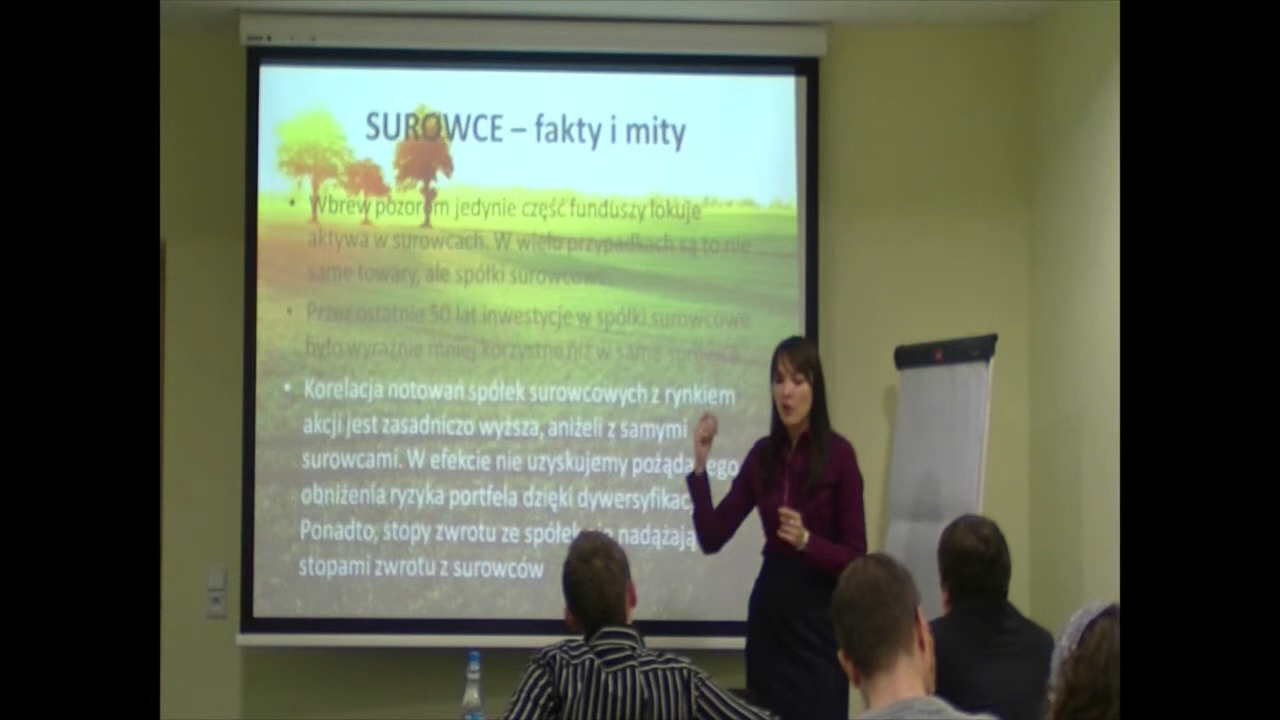 SUROWCE – fakty i mity
• Wbrew pozorom jedynie część funduszy lokuje
aktywa w surowcach. W wielu przypadkach są to nie
same towary, ale spółki surowcowe.
• Przez ostatnie 50 lat inwestycje w spółki surowcowe
było wyraźnie mniej korzystne niż w same surowce.
• Korelacja notowań spółek surowcowych z rynkiem
akcji jest zasadniczo wyższa, aniżeli z samymi
surowcami. W efekcie nie uzyskujemy
obniżenia ryzyka portfela dzięki
Ponadto, stopy zwrotu ze spółek nadążają
stopami zwrotu z surowców